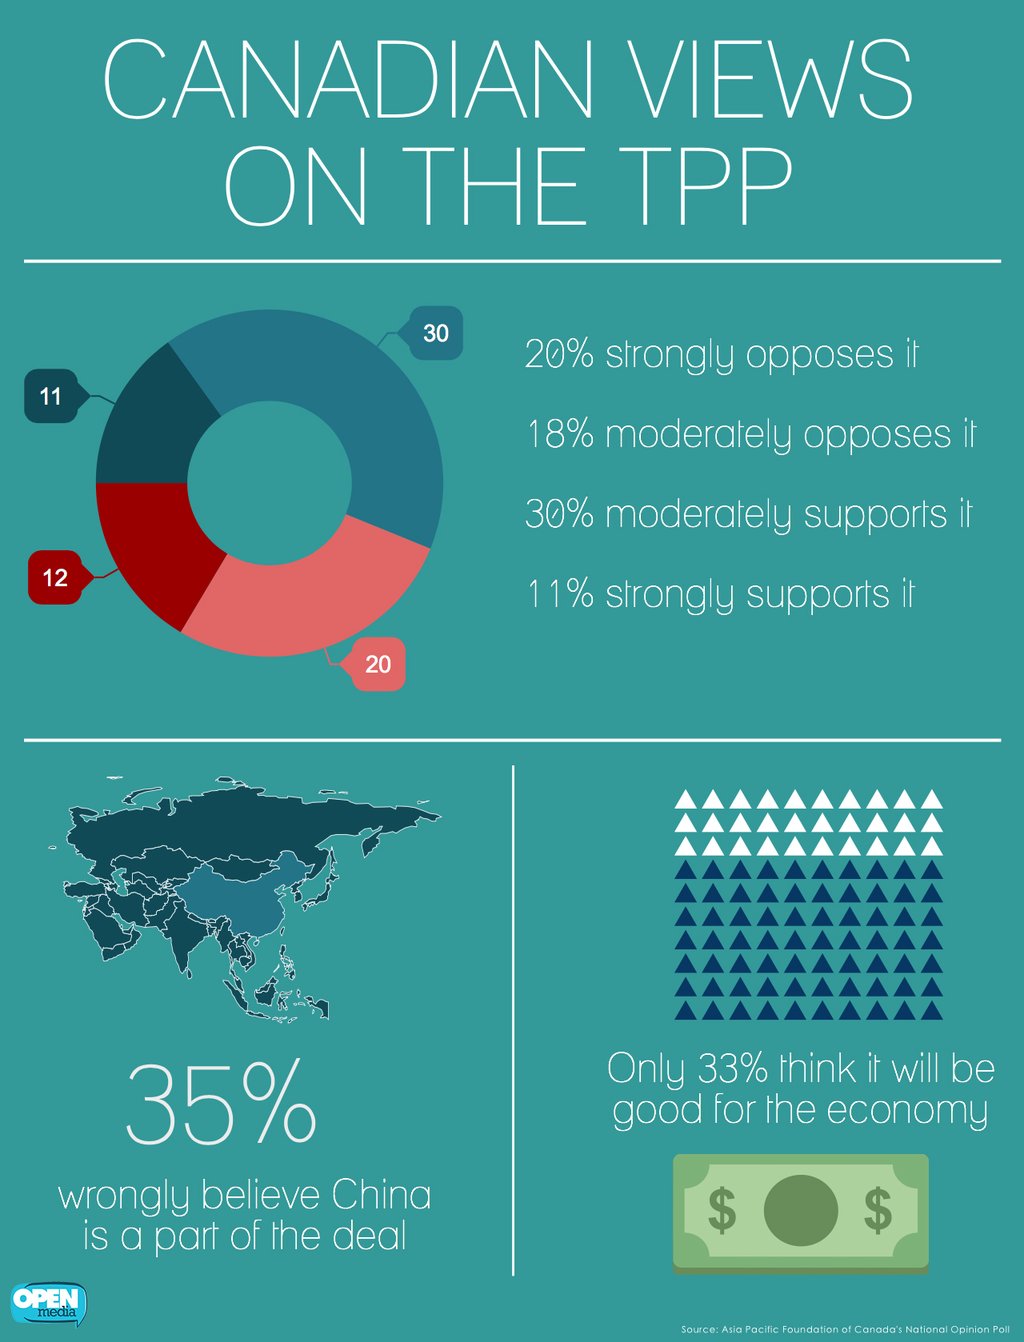 CANADIAN VIEWS
ON THE TPP
30
11
12
20
20% strongly opposes it
18% moderately opposes it
30% moderately supports it
11% strongly supports it
35%
wrongly believe China
is a part of the deal
Only 33% think it will be
good for the economy
$ $
OPEN
media
Source: Asia Pacific Foundation of Canada's National Opinion Poll